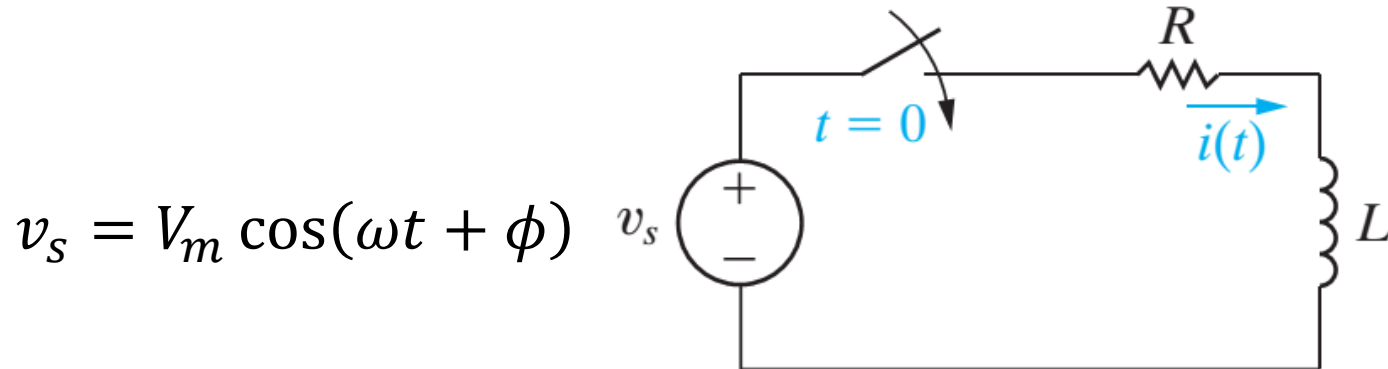 R
t = 0
i(t)
+
v_s = V_m cos(ωt + ϕ)
v_s
−
L